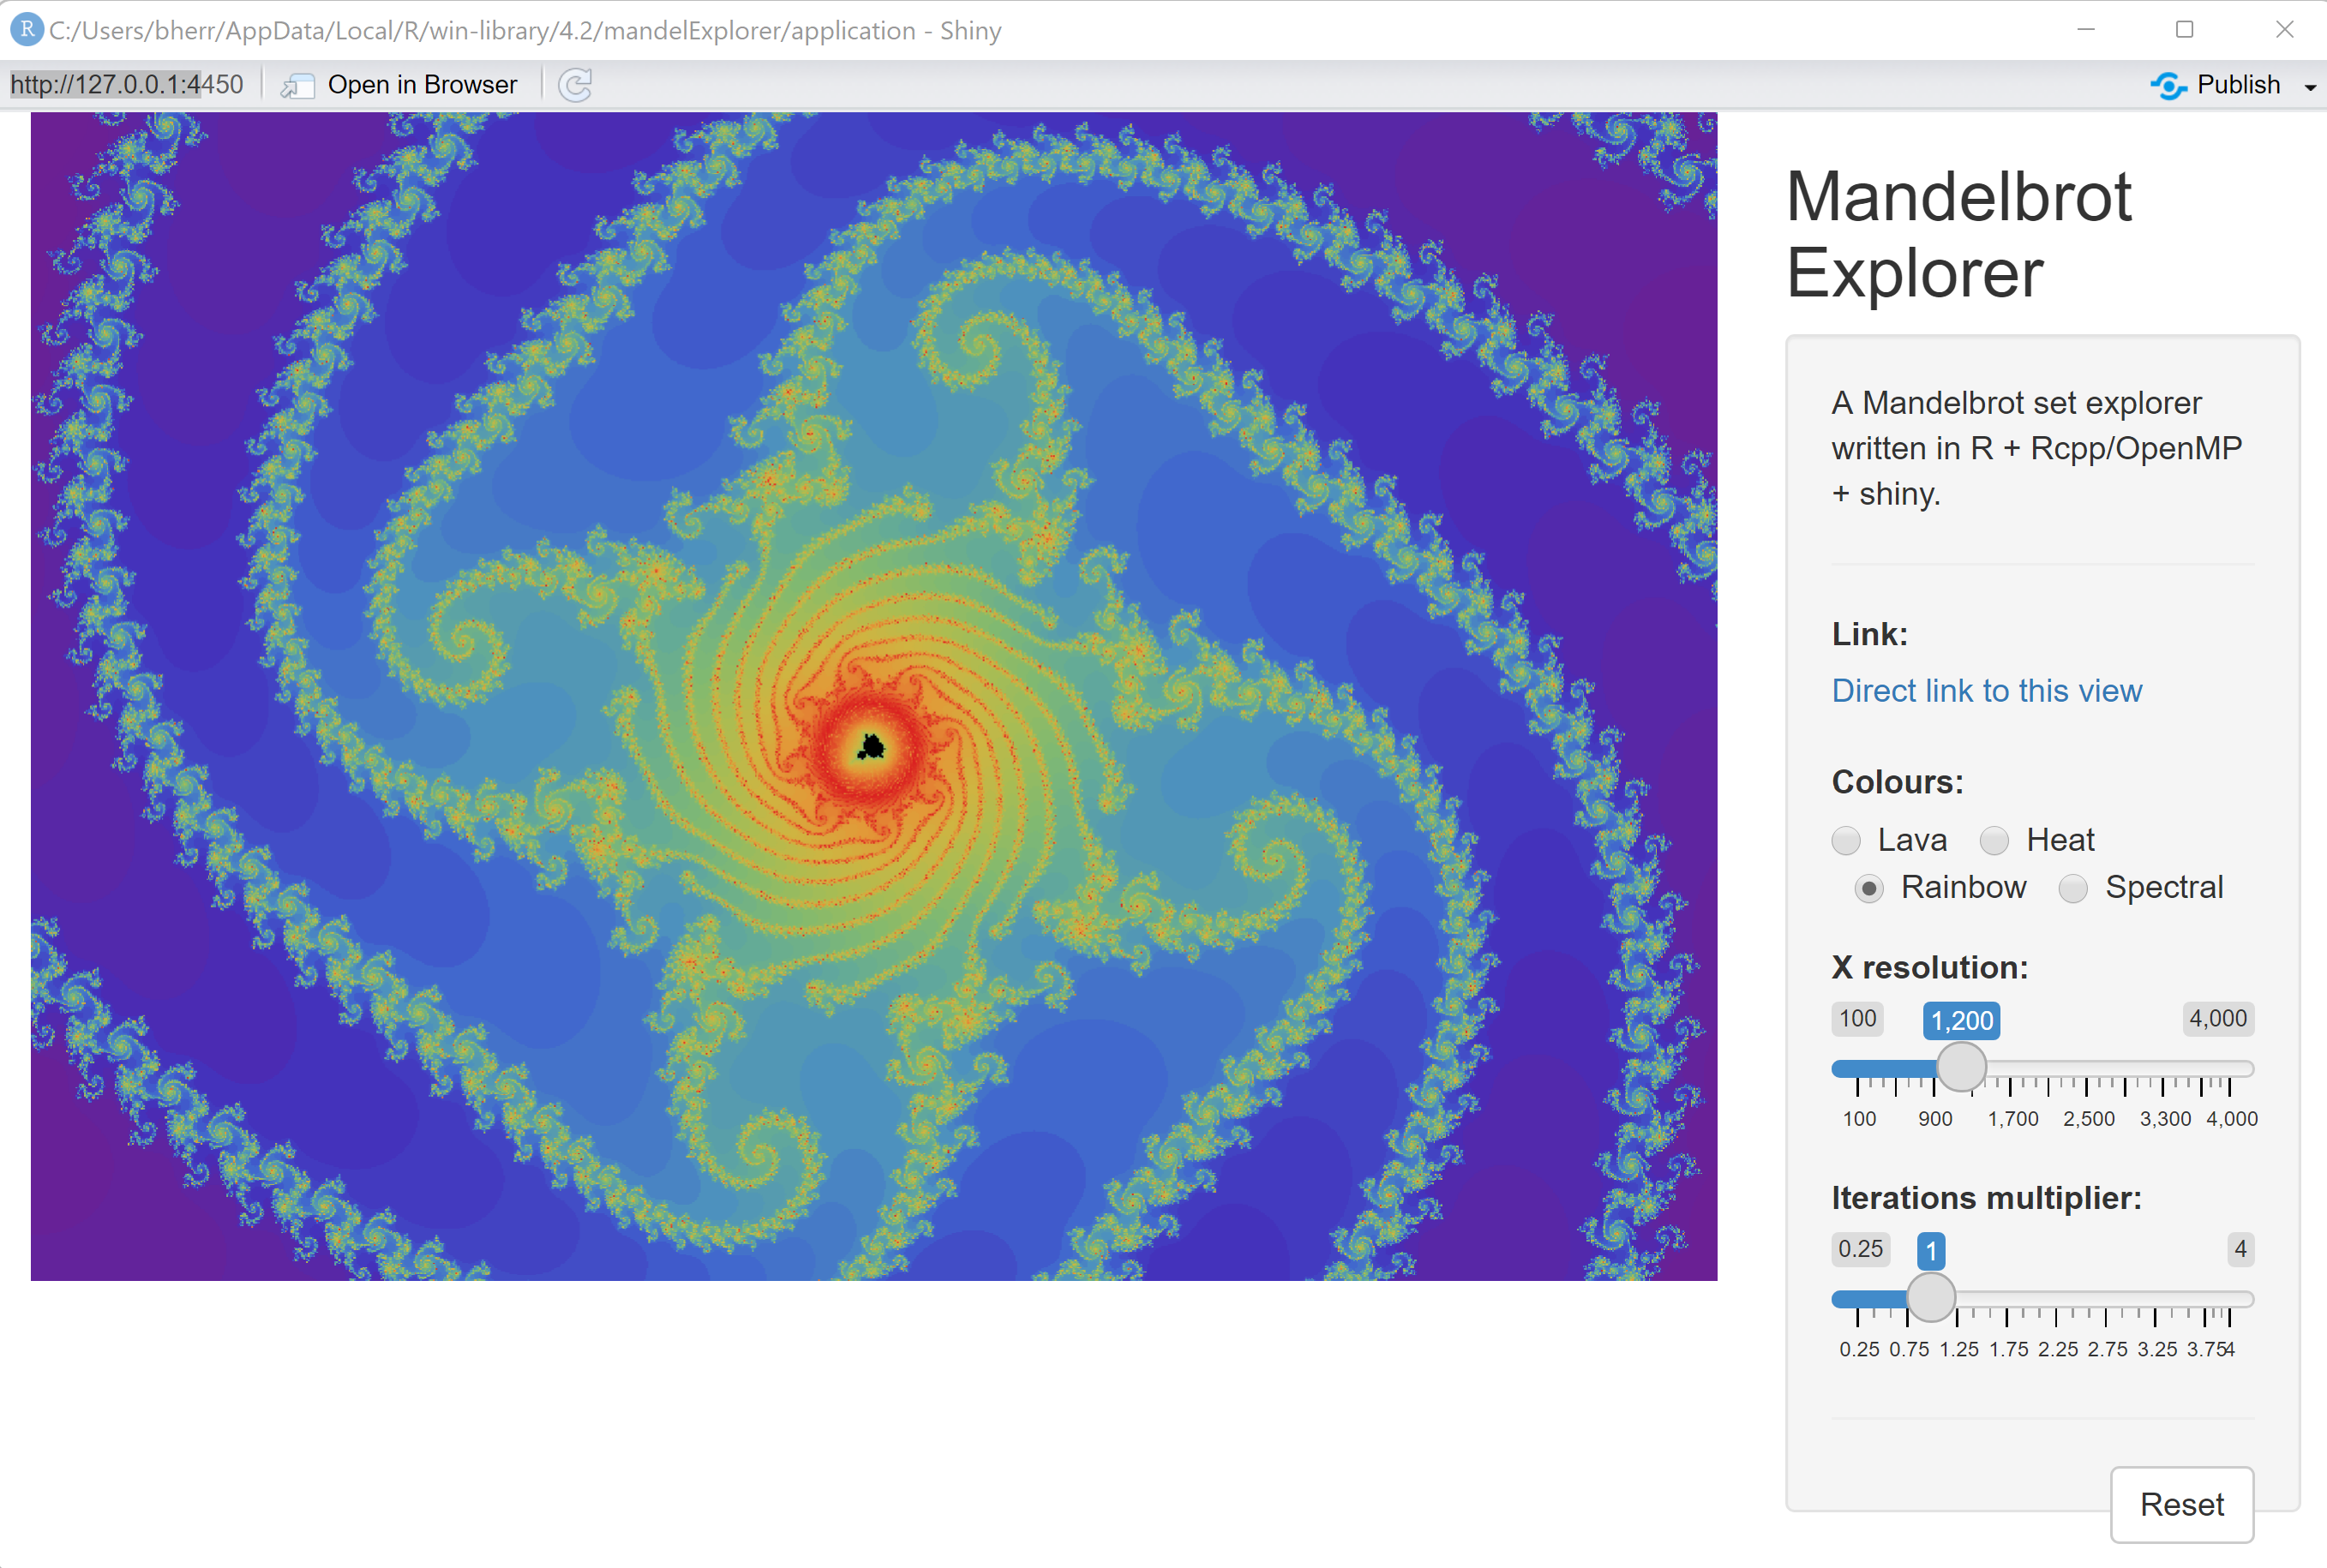 R C:/Users/bherr/AppData/Local/R/win-library/4.2/mandelExplorer/application - Shiny
http://127.0.0.1:4450 Open in Browser Publish
Mandelbrot
Explorer
A Mandelbrot set explorer
written in R + Rcpp/OpenMP
+ shiny.
Link:
Direct link to this view
Colours:
Lava Heat
Rainbow Spectral
X resolution:
100 1,200 4,000
100 900 1,700 2,500 3,300 4,000
Iterations multiplier:
0.25 1 4
0.25 0.75 1.25 1.75 2.25 2.75 3.25 3.75 4
Reset